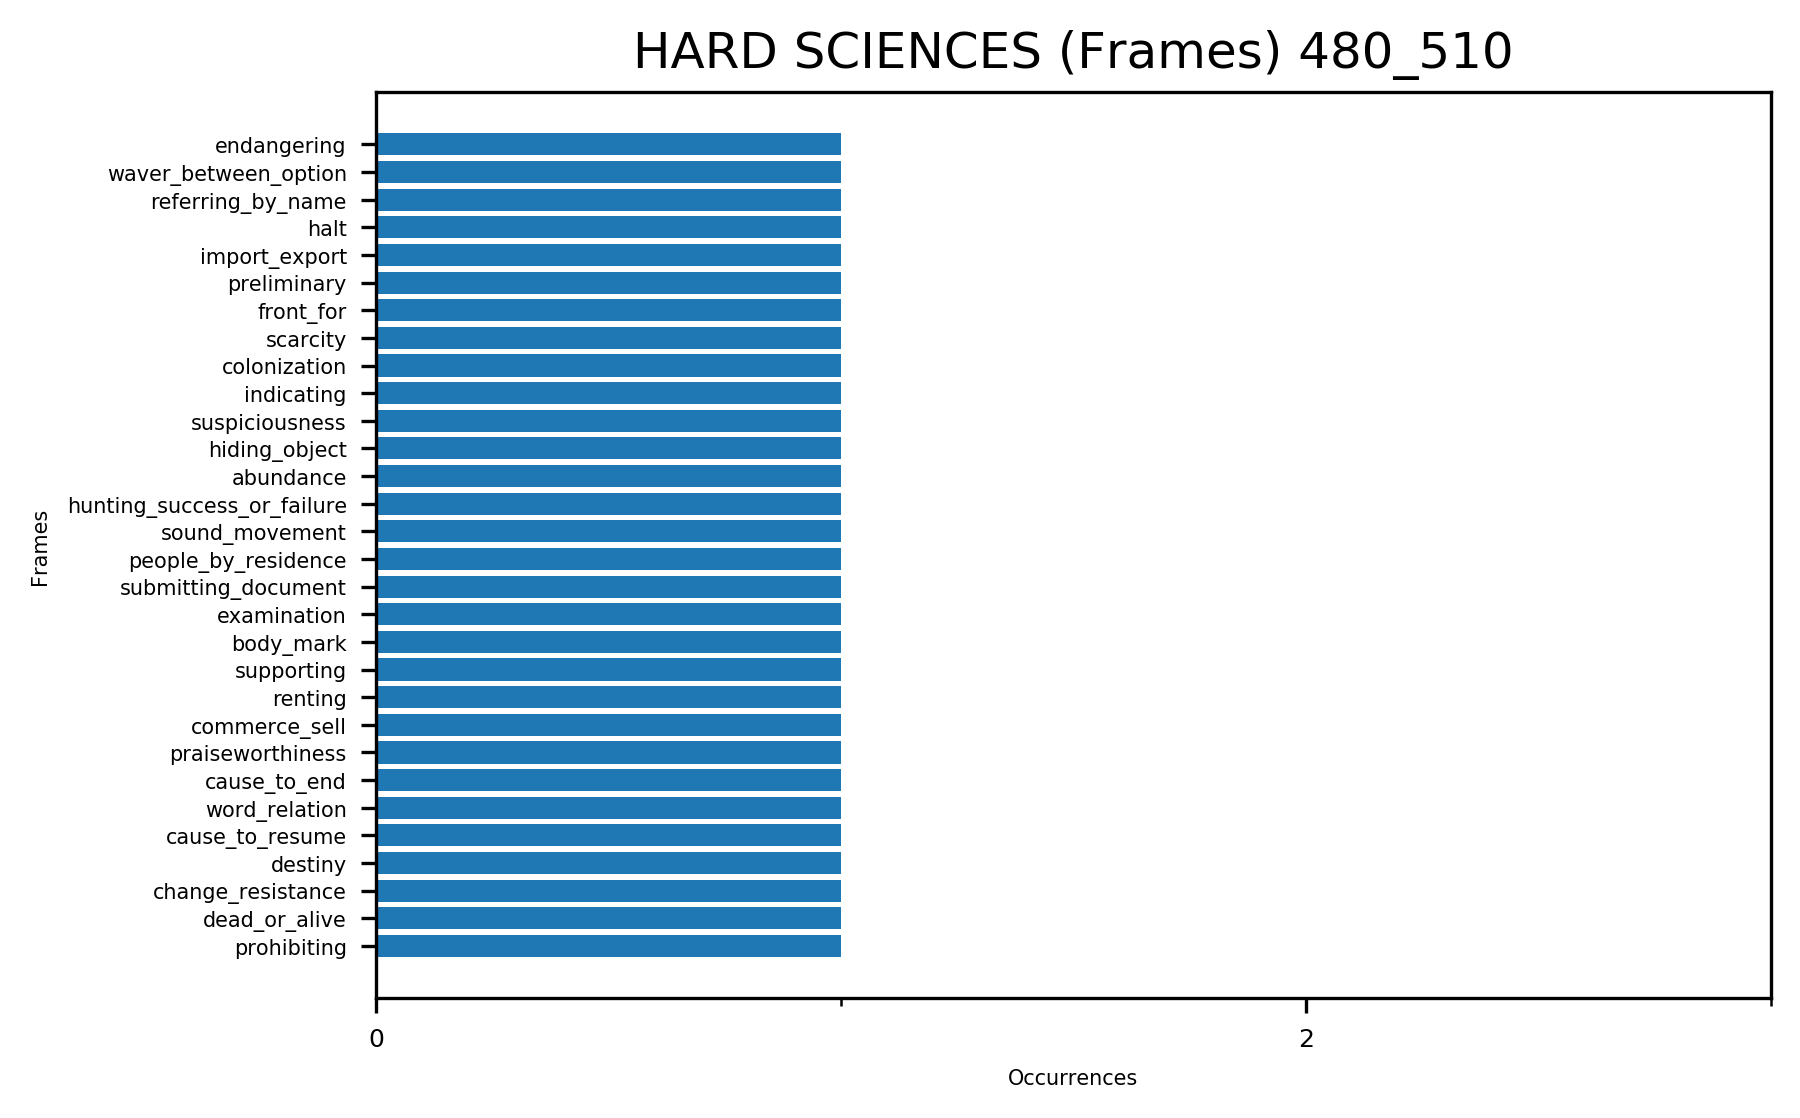 HARD SCIENCES (Frames) 480_510
endangering
waver_between_option
referring_by_name
halt
import_export
preliminary
front_for
scarcity
colonization
indicating
suspiciousness
hiding_object
abundance
hunting_success_or_failure
sound_movement
people_by_residence
submitting_document
examination
body_mark
supporting
renting
commerce_sell
praiseworthiness
cause_to_end
word_relation
cause_to_resume
destiny
change_resistance
dead_or_alive
prohibiting
Frames
0 2
Occurrences